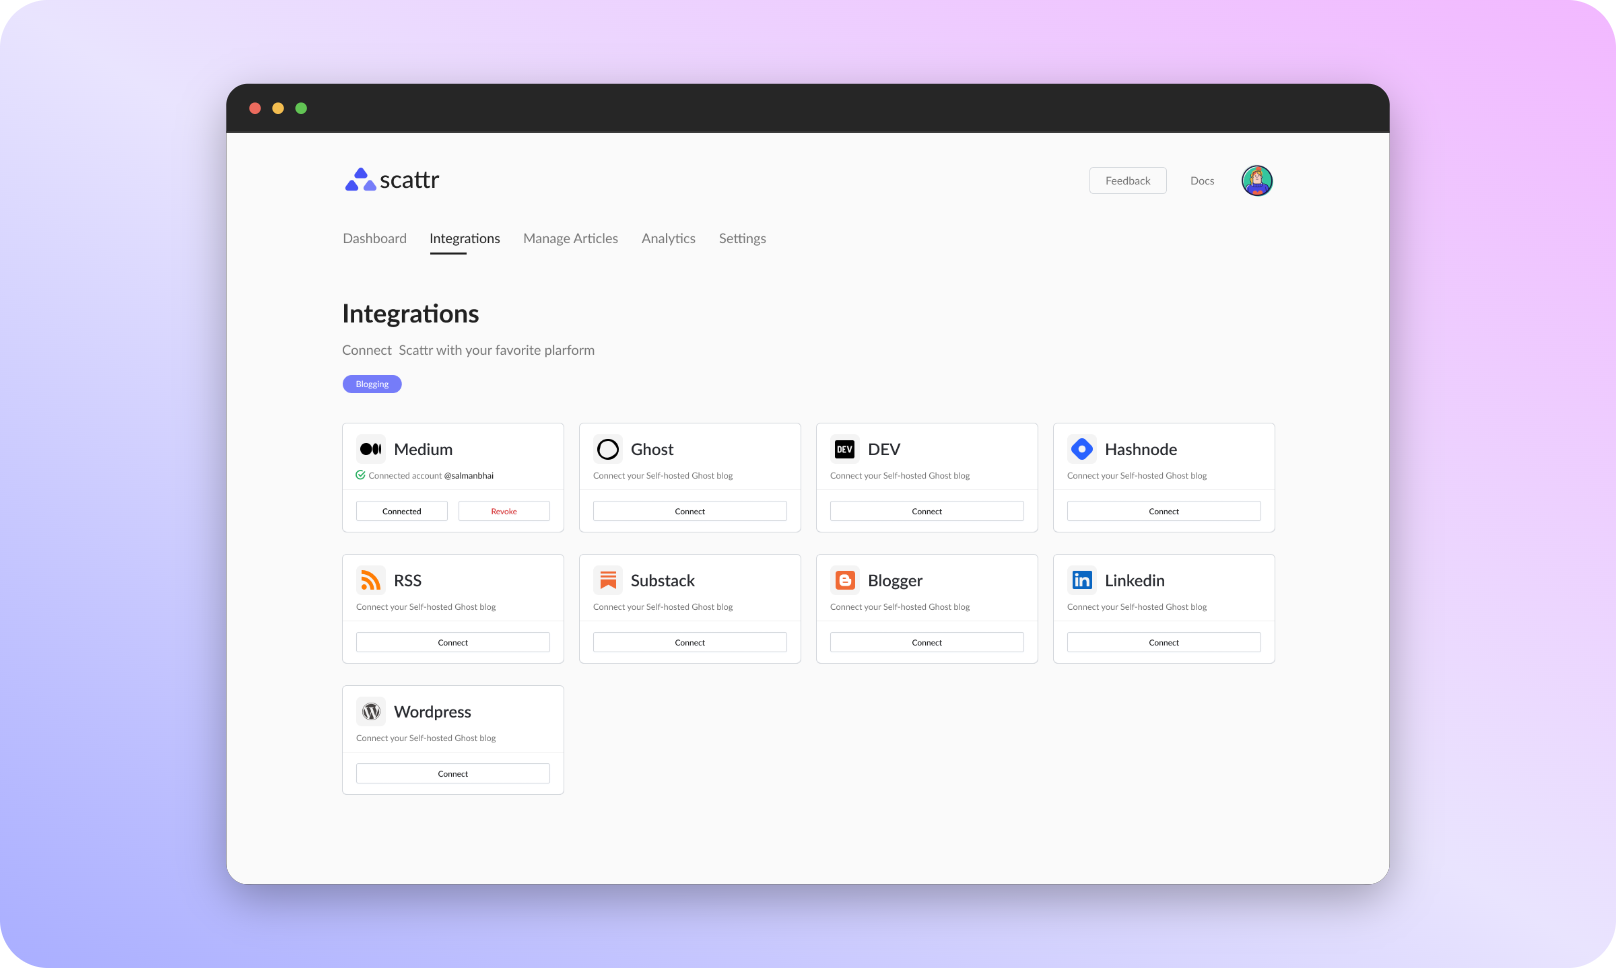 scattr
Feedback
Docs
Dashboard
Integrations
Manage Articles
Analytics
Settings
Integrations
Connect  Scattr with your favorite plarform
Blogging
Medium
Connected account @salmanbhai
Connected
Revoke
Ghost
Connect your Self-hosted Ghost blog
Connect
DEV
DEV
Connect your Self-hosted Ghost blog
Connect
Hashnode
Connect your Self-hosted Ghost blog
Connect
RSS
Connect your Self-hosted Ghost blog
Connect
Substack
Connect your Self-hosted Ghost blog
Connect
Blogger
Connect your Self-hosted Ghost blog
Connect
in
Linkedin
Connect your Self-hosted Ghost blog
Connect
Wordpress
Connect your Self-hosted Ghost blog
Connect